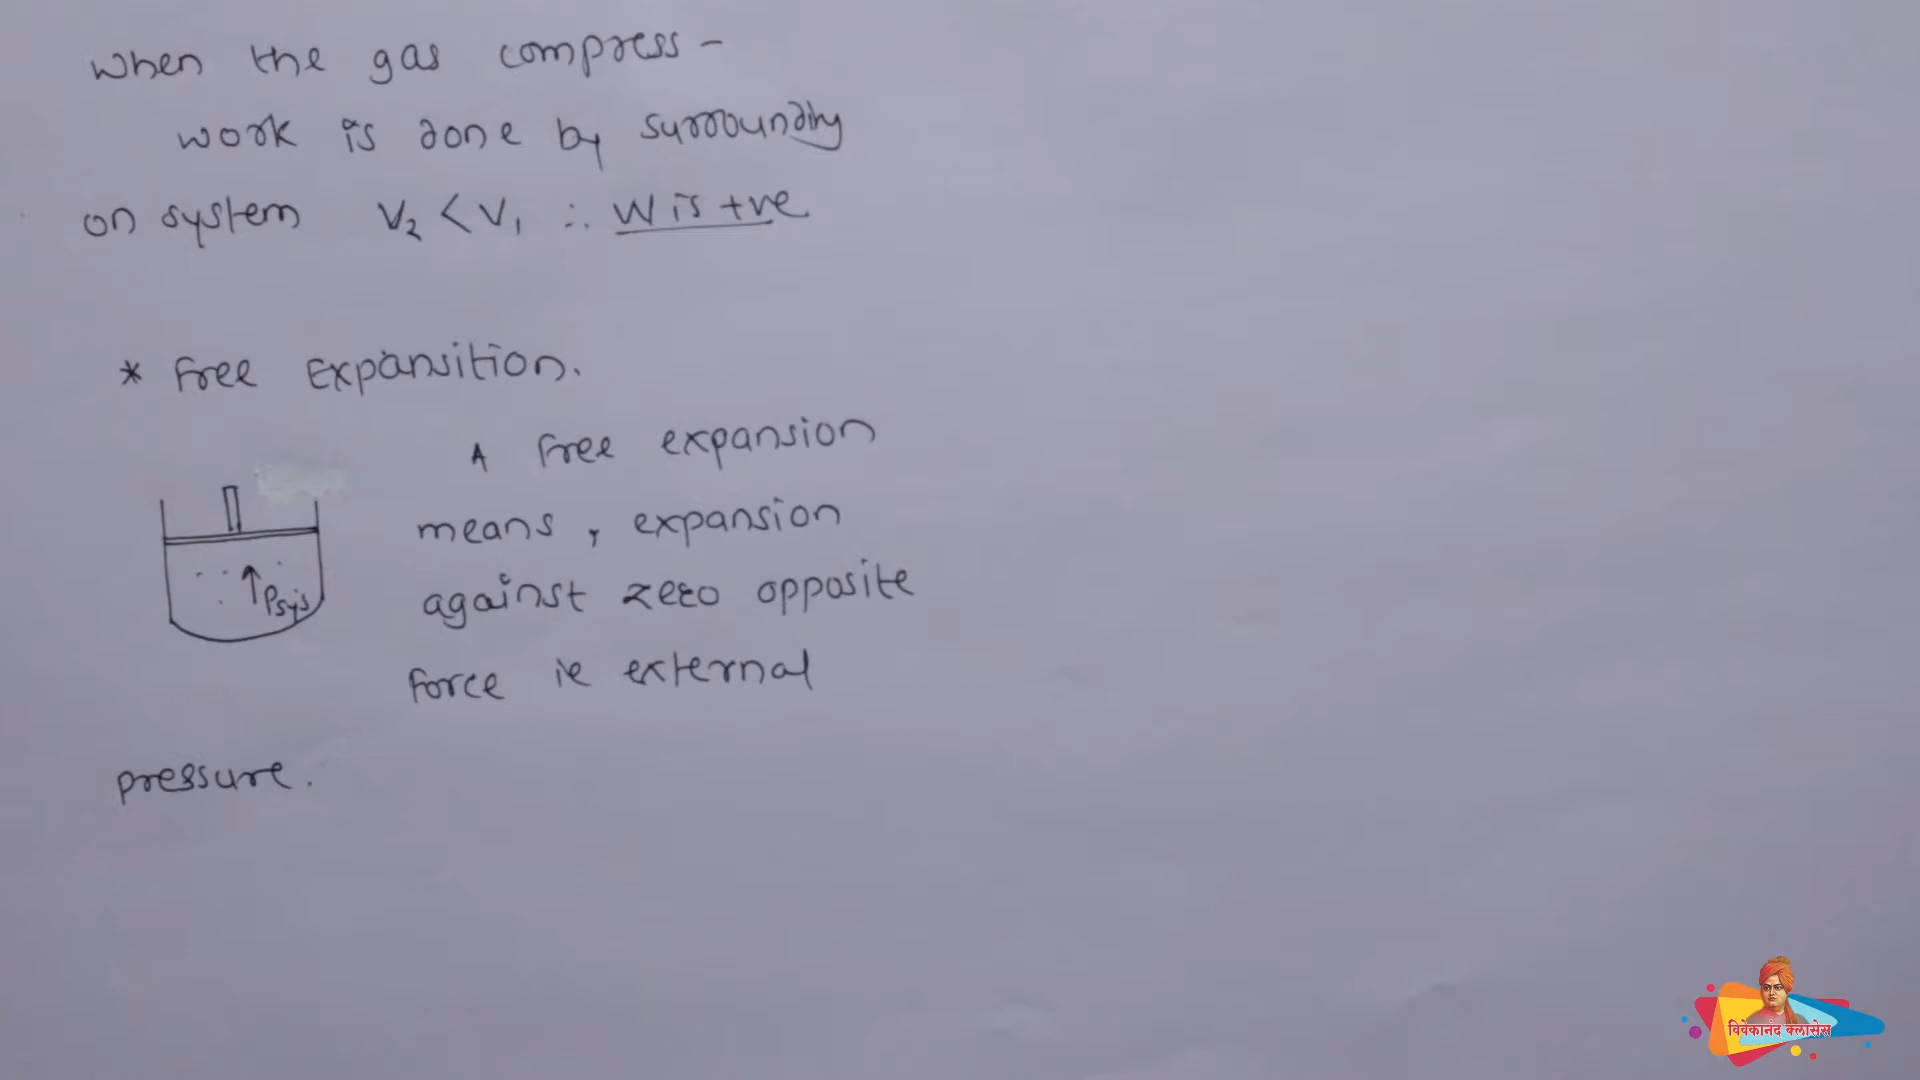 When the gas compress -
work is done by surrounding
on system V₂ < V₁ ∴ W is +ve
* Free Expansition.
A free expansion
means, expansion
against zero opposite
Psys
force ie external
pressure.
विवेकानंद क्लासेस